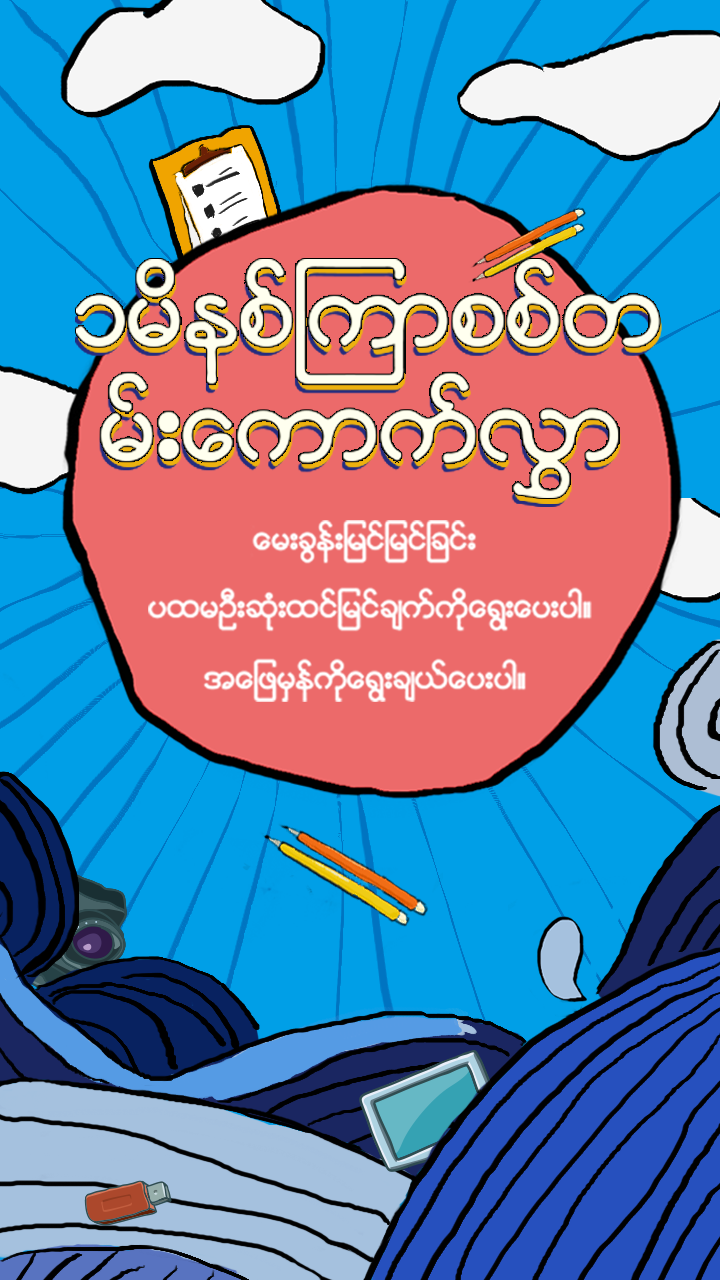 ၁မိနစ်ကြာစစ်တ
မ်းကောက်လွှာ
မေးခွန်းမြင်မြင်ခြင်း
ပထမဦးဆုံးထင်မြင်ချက်ကိုရွေးပေးပါ။
အဖြေမှန်ကိုရွေးချယ်ပေးပါ။